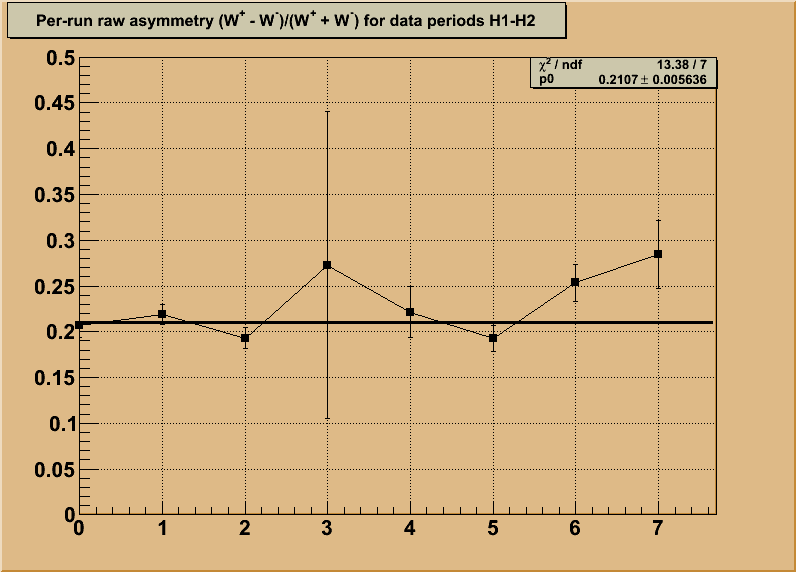 Per-run raw asymmetry (W⁺ - W⁻)/(W⁺ + W⁻) for data periods H1-H2
χ² / ndf 13.38 / 7
p0 0.2107 ± 0.005636
0.5
0.45
0.4
0.35
0.3
0.25
0.2
0.15
0.1
0.05
0
0 1 2 3 4 5 6 7